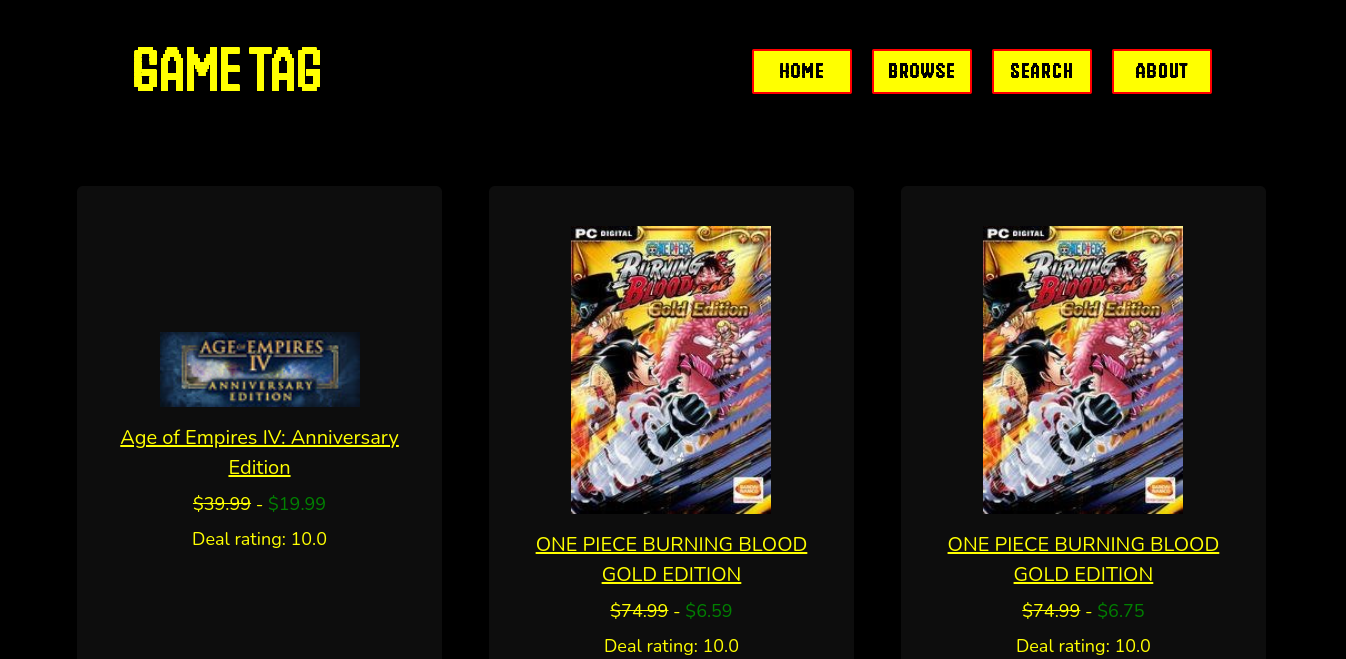 GAME TAG
HOME
BROWSE
SEARCH
ABOUT
AGE OF EMPIRES
IV
ANNIVERSARY
EDITION
Age of Empires IV: Anniversary
Edition
$39.99 - $19.99
Deal rating: 10.0
PC DIGITAL
ONE PIECE
BURNING
BLOOD
Gold Edition
ONE PIECE BURNING BLOOD
GOLD EDITION
$74.99 - $6.59
Deal rating: 10.0
PC DIGITAL
ONE PIECE
BURNING
BLOOD
Gold Edition
ONE PIECE BURNING BLOOD
GOLD EDITION
$74.99 - $6.75
Deal rating: 10.0